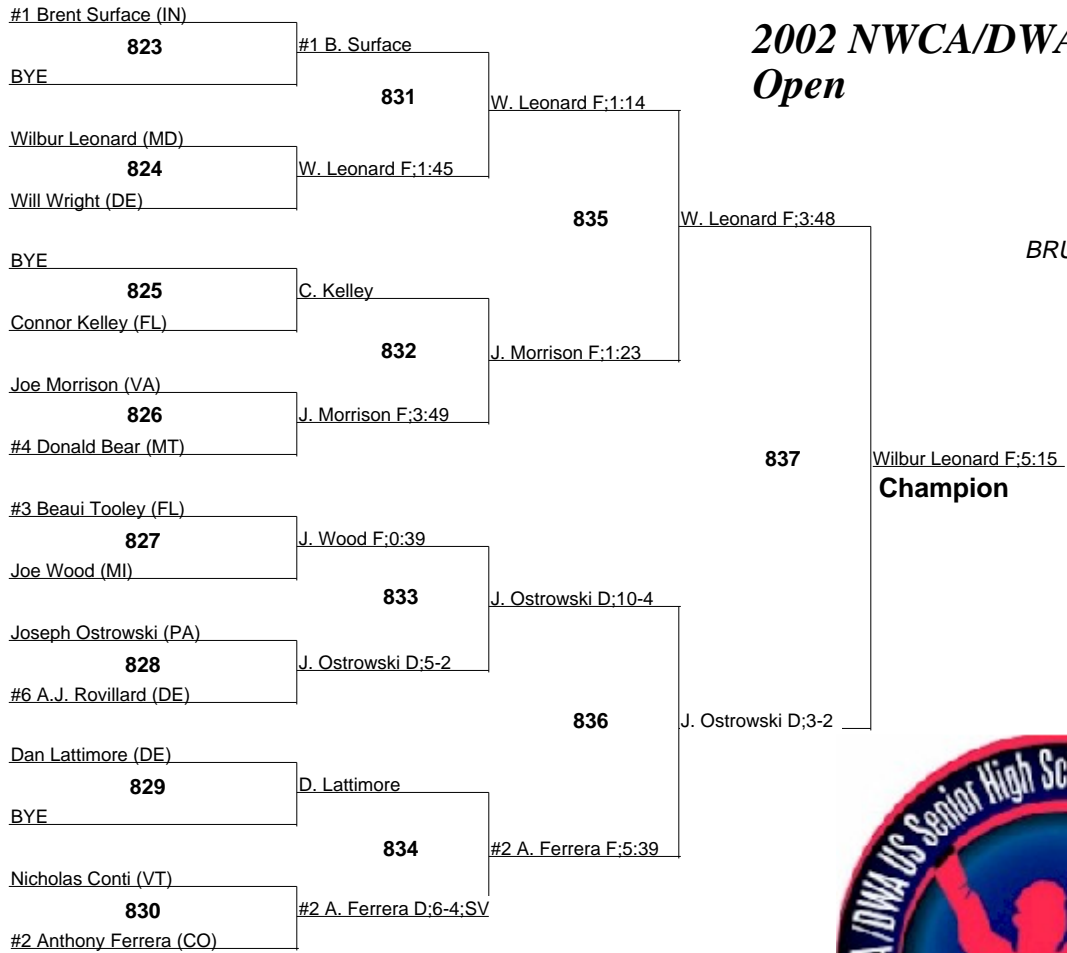 #1 Brent Surface (IN)
823
BYE
#1 B. Surface
Wilbur Leonard (MD)
824
Will Wright (DE)
W. Leonard F;1:45
831
W. Leonard F;1:14
BYE
825
Connor Kelley (FL)
C. Kelley
Joe Morrison (VA)
826
#4 Donald Bear (MT)
J. Morrison F;3:49
832
J. Morrison F;1:23
835
W. Leonard F;3:48
#3 Beaui Tooley (FL)
827
Joe Wood (MI)
J. Wood F;0:39
Joseph Ostrowski (PA)
828
#6 A.J. Rovillard (DE)
J. Ostrowski D;5-2
833
J. Ostrowski D;10-4
Dan Lattimore (DE)
829
BYE
D. Lattimore
Nicholas Conti (VT)
830
#2 Anthony Ferrera (CO)
#2 A. Ferrera D;6-4;SV
834
#2 A. Ferrera F;5:39
836
J. Ostrowski D;3-2
837
Wilbur Leonard F;5:15
Champion
2002 NWCA/DWA
Open
BRU
A/DWA US Senior High Sc